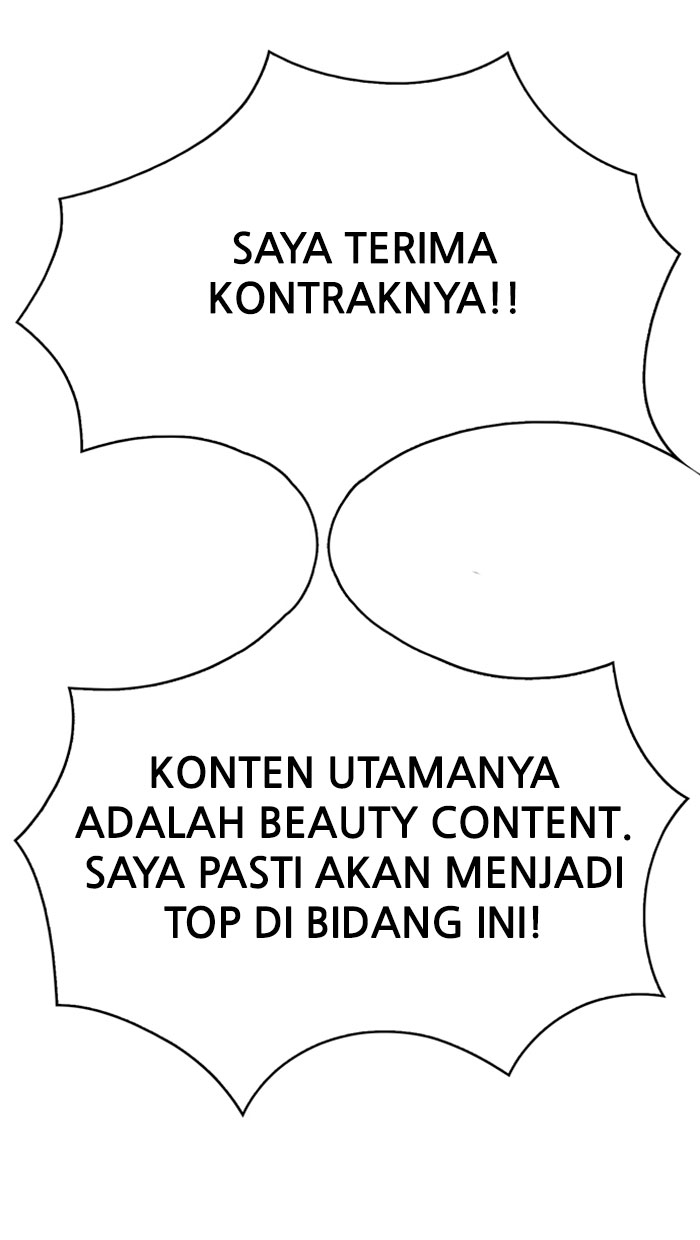 SAYA TERIMA
KONTRAKNYA!!
KONTEN UTAMANYA
ADALAH BEAUTY CONTENT.
SAYA PASTI AKAN MENJADI
TOP DI BIDANG INI!